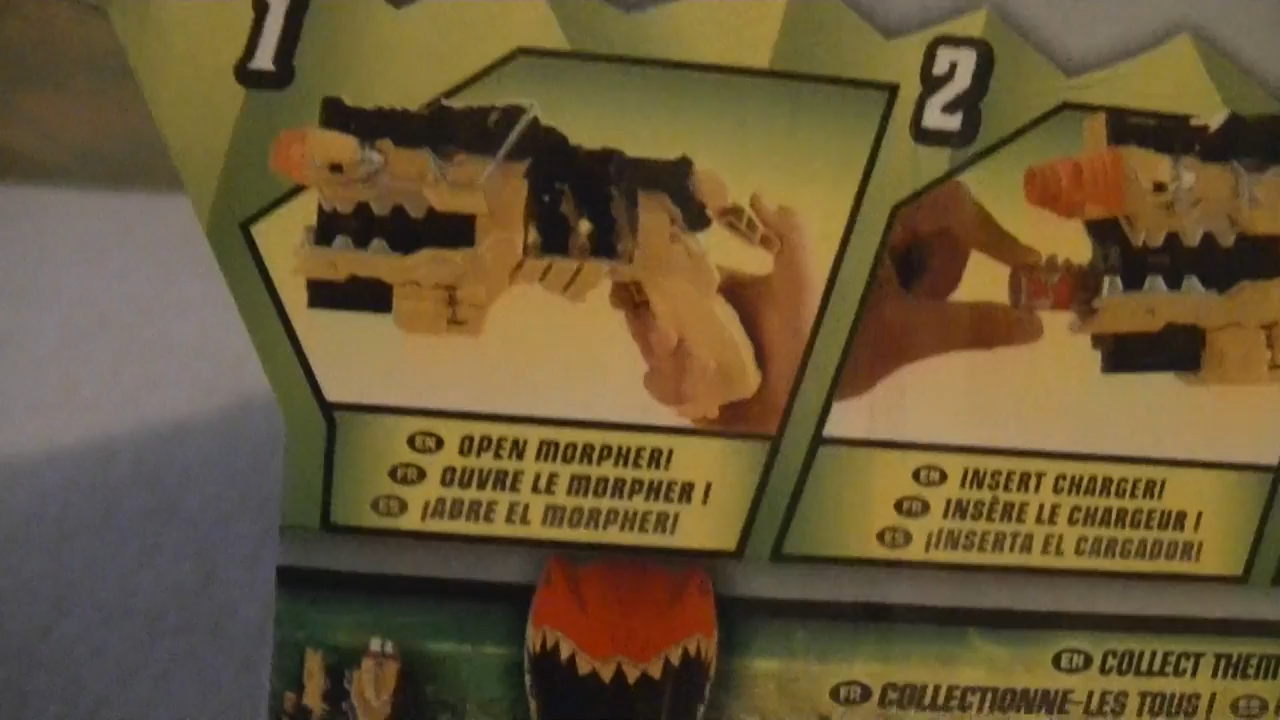 1
EN OPEN MORPHER!
FR OUVRE LE MORPHER !
ES ¡ABRE EL MORPHER!
2
EN INSERT CHARGER!
FR INSÈRE LE CHARGEUR !
ES ¡INSERTA EL CARGADOR!
EN COLLECT THEM
FR COLLECTIONNE-LES TOUS !